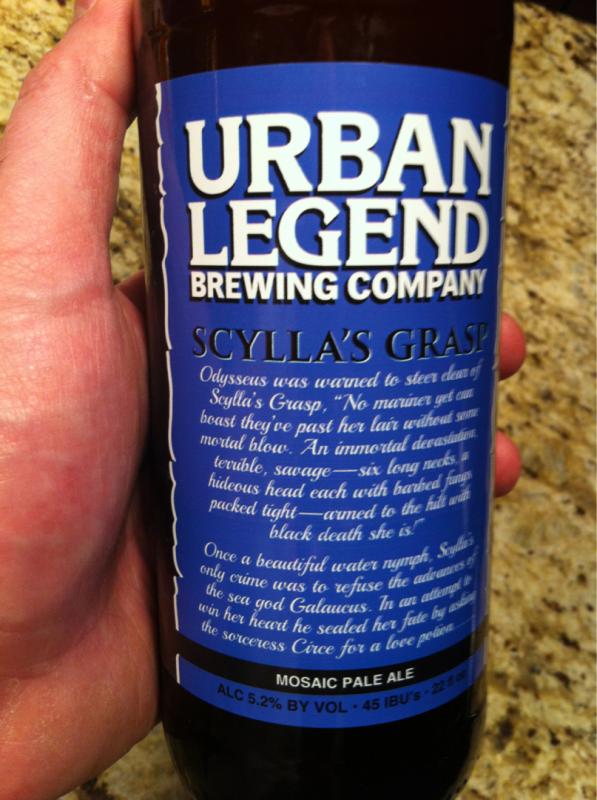 URBAN
LEGEND
BREWING COMPANY
SCYLLA'S GRASP
Odysseus was warned to steer clear of
Scylla's Grasp, "No mariner yet can
boast they've past her lair without some
mortal blow. An immortal devastation,
terrible, savage—six long necks, a
hideous head each with barbed fangs,
packed tight—armed to the hilt with
black death she is!"
Once a beautiful water nymph, Scylla's
only crime was to refuse the advances of
the sea god Galaucus. In an attempt to
win her heart he sealed her fate by asking
the sorceress Circe for a love potion......
MOSAIC PALE ALE
ALC 5.2% BY VOL · 45 IBU's · 22 fl oz